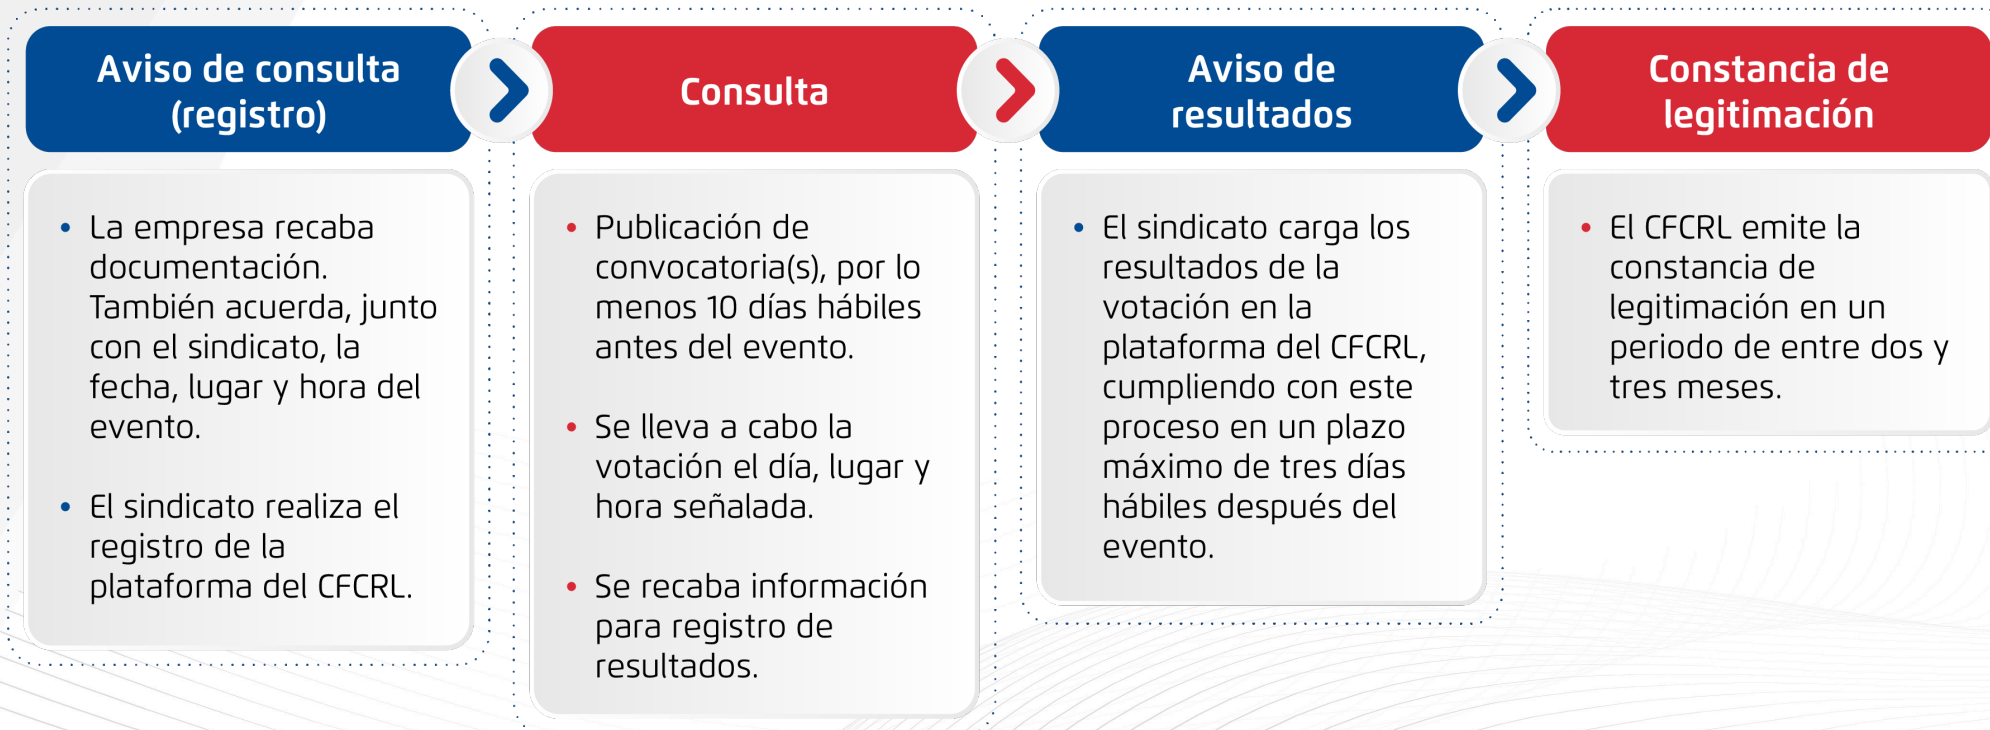 Aviso de consulta
(registro)
• La empresa recaba
documentación.
También acuerda, junto
con el sindicato, la
fecha, lugar y hora del
evento.
• El sindicato realiza el
registro de la
plataforma del CFCRL.
Consulta
• Publicación de
convocatoria(s), por lo
menos 10 días hábiles
antes del evento.
• Se lleva a cabo la
votación el día, lugar y
hora señalada.
• Se recaba información
para registro de
resultados.
Aviso de
resultados
• El sindicato carga los
resultados de la
votación en la
plataforma del CFCRL,
cumpliendo con este
proceso en un plazo
máximo de tres días
hábiles después del
evento.
Constancia de
legitimación
• El CFCRL emite la
constancia de
legitimación en un
periodo de entre dos y
tres meses.